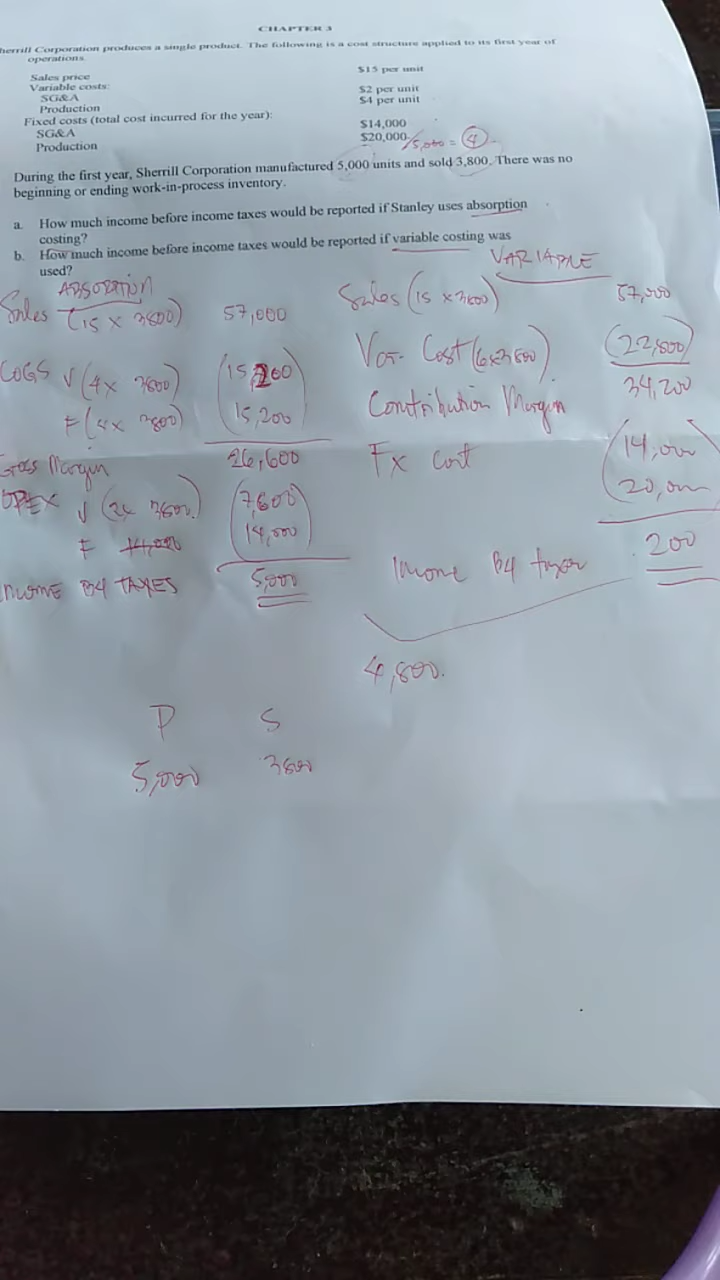 CHAPTER 3
herrill Corporation produces a single product. The following is a cost structure applied to its first year of
operations.
Sales price $15 per unit
Variable costs:
SG&A $2 per unit
Production $4 per unit
Fixed costs (total cost incurred for the year):
SG&A $14,000
Production $20,000 /5,000 = 4
During the first year, Sherrill Corporation manufactured 5,000 units and sold 3,800. There was no
beginning or ending work-in-process inventory.
a. How much income before income taxes would be reported if Stanley uses absorption
costing?
b. How much income before income taxes would be reported if variable costing was
used?
ABSORPTION
Sales (15 x 3800) 57,000
COGS V (4x 3800) (15,200)
F (4x 3800) 15,200
Gross Margin 26,600
OPEX V (2x 3800) (7,600)
F 14,000 14,000
INCOME B4 TAXES 5,000
VARIABLE
Sales (15 x 3800) 57,000
Var. Cost (6x3800) (22,800)
Contribution Margin 34,200
Fx Cost (14,000
20,000)
Income B4 taxes 200
4,800.
P S
5,000 3800